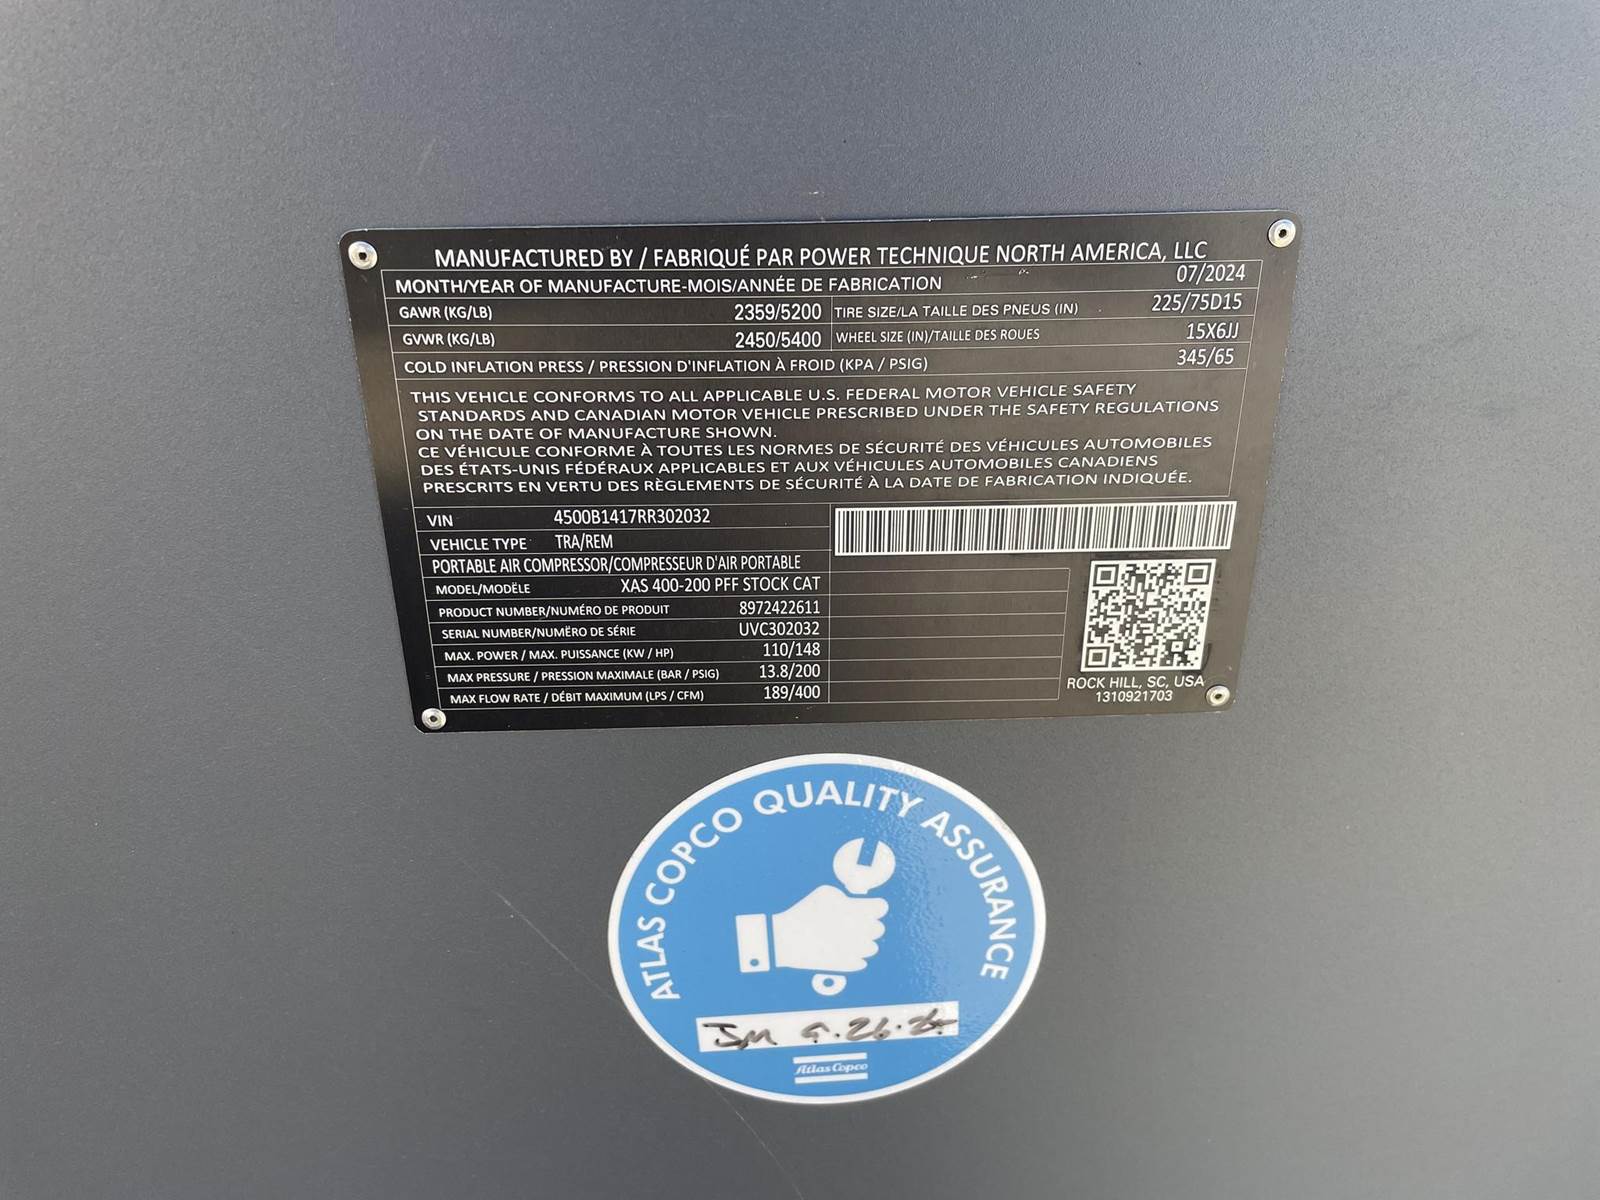 MANUFACTURED BY / FABRIQUÉ PAR POWER TECHNIQUE NORTH AMERICA, LLC
MONTH/YEAR OF MANUFACTURE-MOIS/ANNÉE DE FABRICATION 07/2024
GAWR (KG/LB) 2359/5200 TIRE SIZE/LA TAILLE DES PNEUS (IN) 225/75D15
GVWR (KG/LB) 2450/5400 WHEEL SIZE (IN)/TAILLE DES ROUES 15X6JJ
COLD INFLATION PRESS / PRESSION D'INFLATION À FROID (KPA / PSIG) 345/65
THIS VEHICLE CONFORMS TO ALL APPLICABLE U.S. FEDERAL MOTOR VEHICLE SAFETY
STANDARDS AND CANADIAN MOTOR VEHICLE PRESCRIBED UNDER THE SAFETY REGULATIONS
ON THE DATE OF MANUFACTURE SHOWN.
CE VÉHICULE CONFORME À TOUTES LES NORMES DE SÉCURITÉ DES VÉHICULES AUTOMOBILES
DES ÉTATS-UNIS FÉDÉRAUX APPLICABLES ET AUX VÉHICULES AUTOMOBILES CANADIENS
PRESCRITS EN VERTU DES RÈGLEMENTS DE SÉCURITÉ À LA DATE DE FABRICATION INDIQUÉE.
VIN 4500B1417RR302032
VEHICLE TYPE TRA/REM
PORTABLE AIR COMPRESSOR/COMPRESSEUR D'AIR PORTABLE
MODEL/MODËLE XAS 400-200 PFF STOCK CAT
PRODUCT NUMBER/NUMÉRO DE PRODUIT 8972422611
SERIAL NUMBER/NUMËRO DE SÉRIE UVC302032
MAX. POWER / MAX. PUISSANCE (KW / HP) 110/148
MAX PRESSURE / PRESSION MAXIMALE (BAR / PSIG) 13.8/200
MAX FLOW RATE / DÉBIT MAXIMUM (LPS / CFM) 189/400
ROCK HILL, SC, USA
1310921703
ATLAS COPCO QUALITY ASSURANCE
JM
Atlas Copco